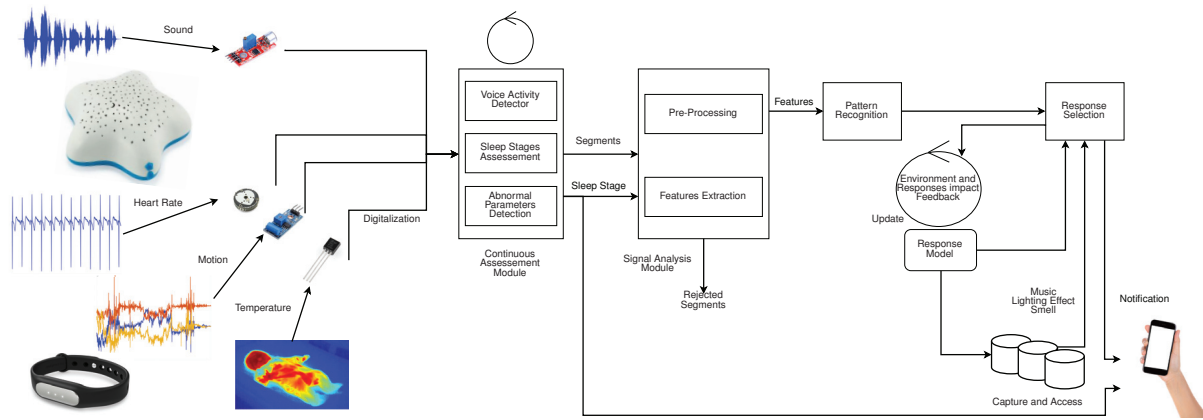 Sound
Heart Rate
Motion
Temperature
Digitalization
Voice Activity
Detector
Sleep Stages
Assessement
Abnormal
Parameters
Detection
Continuous
Assessement Module
Segments
Sleep Stage
Pre-Processing
Features Extraction
Signal Analysis
Module
Rejected
Segments
Features
Pattern
Recognition
Response
Selection
Environment and
Responses impact
Feedback
Update
Response
Model
Music
Lighting Effect
Smell
Capture and Access
Notification